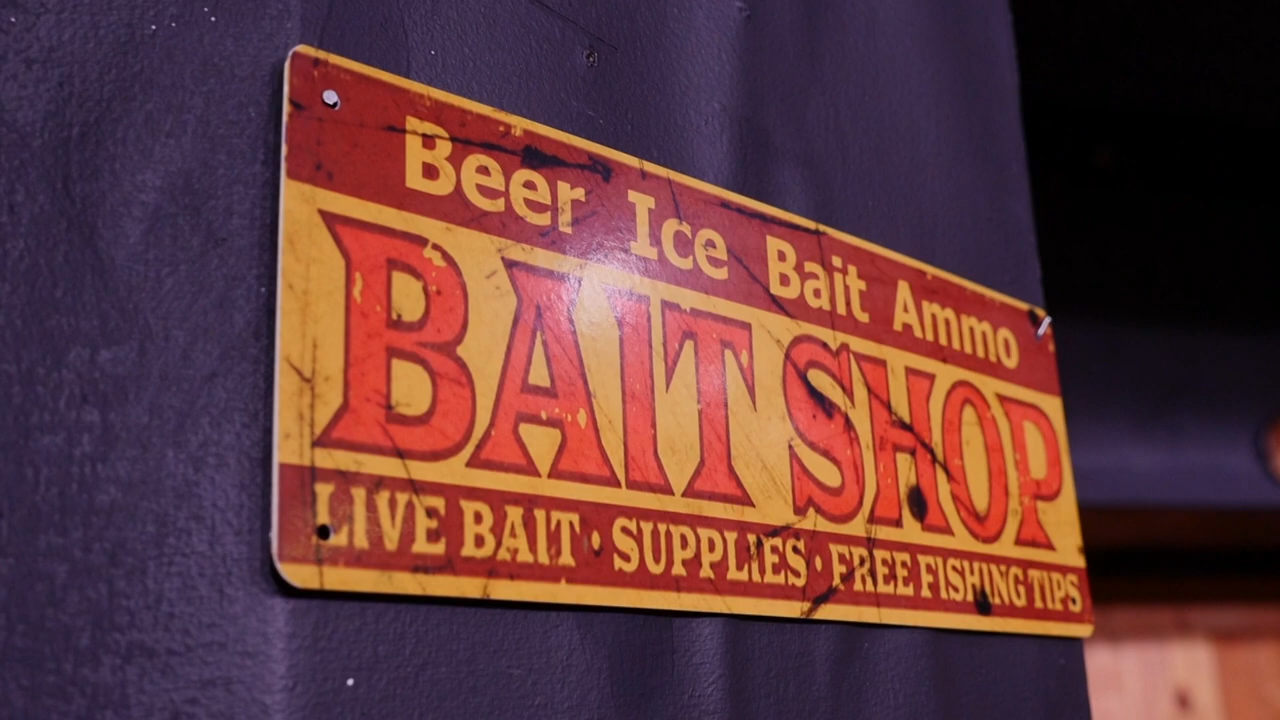 Beer Ice Bait Ammo
BAIT SHOP
LIVE BAIT · SUPPLIES · FREE FISHING TIPS